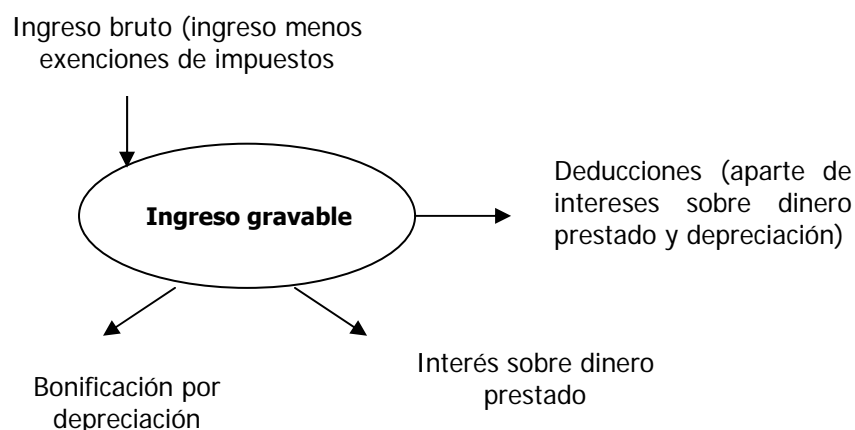 Ingreso bruto (ingreso menos
exenciones de impuestos
Ingreso gravable
Deducciones (aparte de
intereses sobre dinero
prestado y depreciación)
Bonificación por
depreciación
Interés sobre dinero
prestado